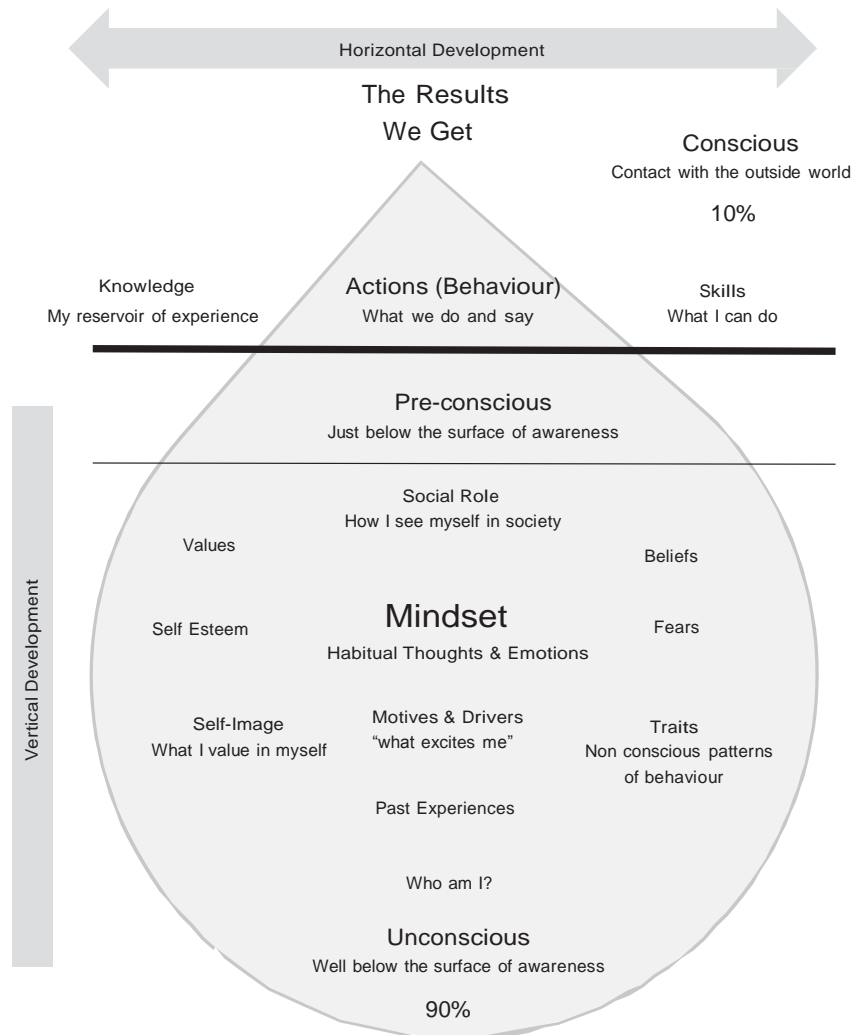 Horizontal Development
The Results
We Get
Conscious
Contact with the outside world
10%
Knowledge
My reservoir of experience
Actions (Behaviour)
What we do and say
Skills
What I can do
Pre-conscious
Just below the surface of awareness
Social Role
How I see myself in society
Values
Beliefs
Mindset
Habitual Thoughts & Emotions
Self Esteem
Fears
Vertical Development
Self-Image
What I value in myself
Motives & Drivers
“what excites me”
Traits
Non conscious patterns
of behaviour
Past Experiences
Who am I?
Unconscious
Well below the surface of awareness
90%